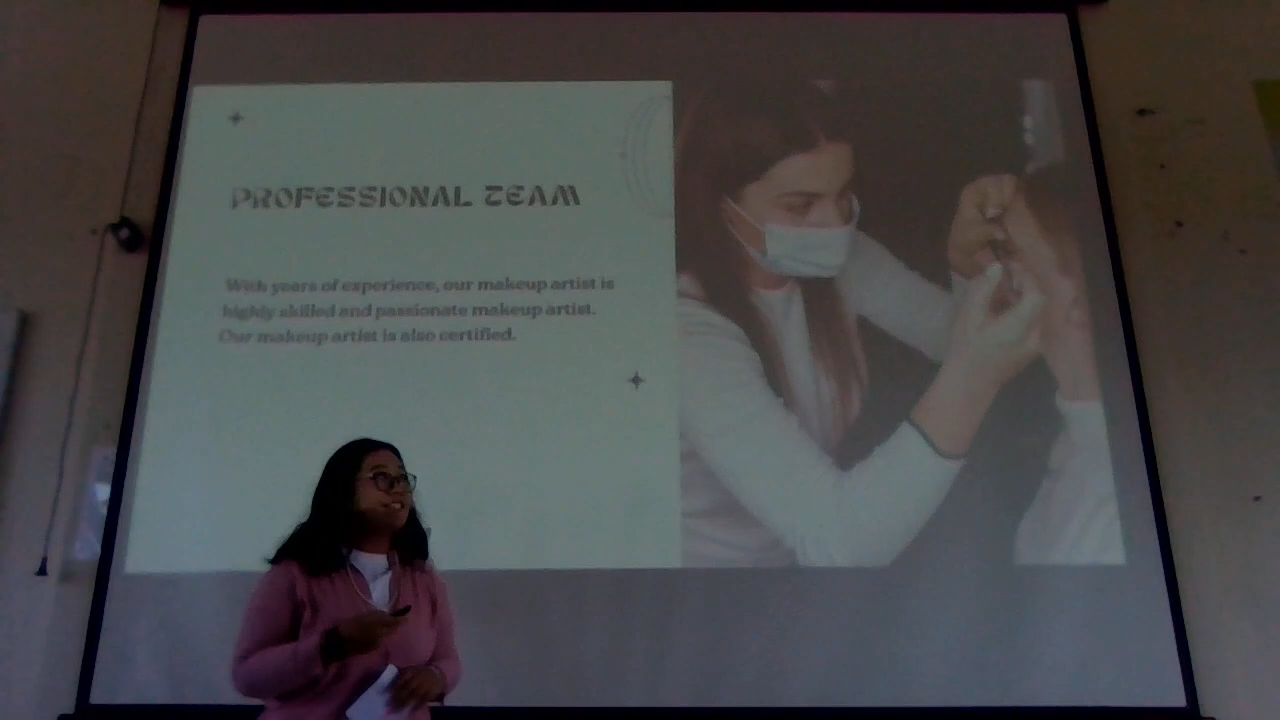 PROFESSIONAL TEAM
With years of experience, our makeup artist is
highly skilled and passionate makeup artist.
Our makeup artist is also certified.